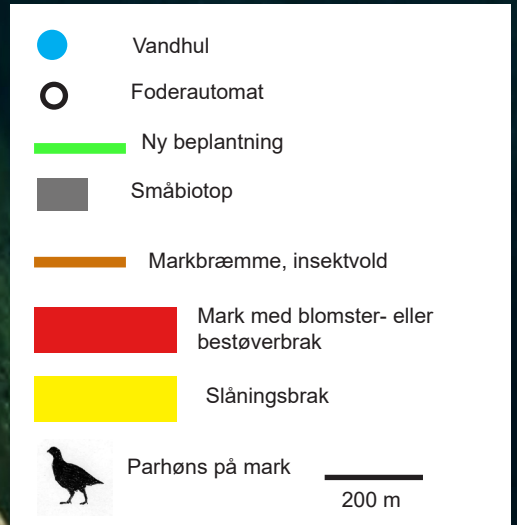 Vandhul
Foderautomat
Ny beplantning
Småbiotop
Markbræmme, insektvold
Mark med blomster- eller
bestøverbrak
Slåningsbrak
Parhøns på mark
200 m